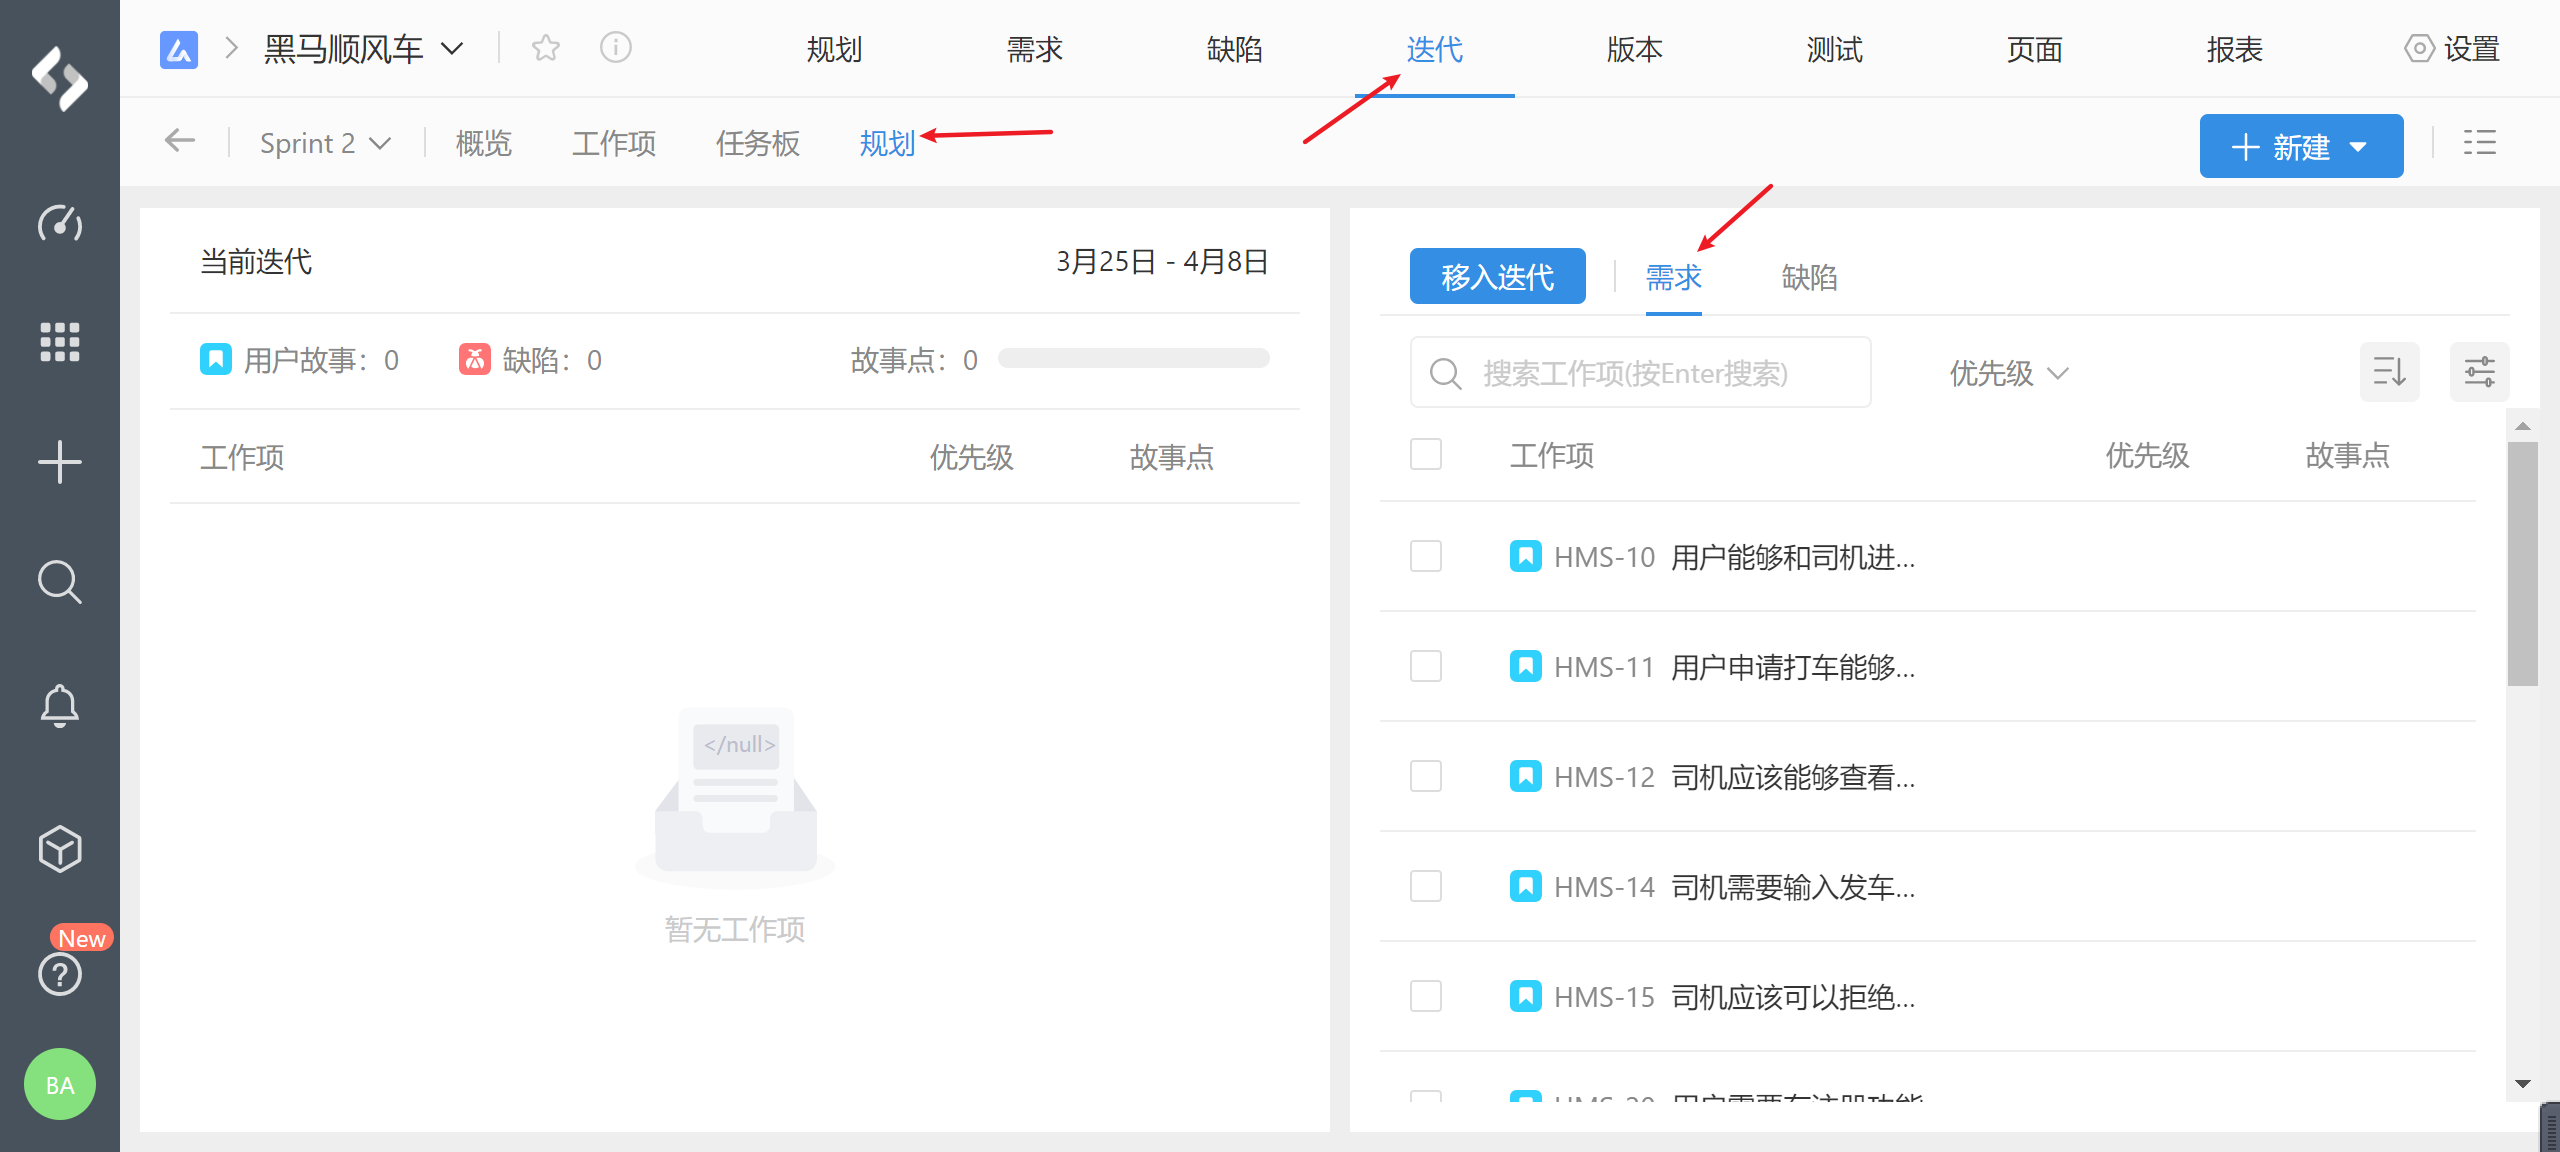 黑马顺风车
规划 需求 缺陷 迭代 版本 测试 页面 报表 设置
Sprint 2 概览 工作项 任务板 规划
新建
当前迭代 3月25日 - 4月8日
用户故事：0 缺陷：0 故事点：0
工作项 优先级 故事点
</null>
暂无工作项
移入迭代 需求 缺陷
搜索工作项(按Enter搜索) 优先级
工作项 优先级 故事点
HMS-10 用户能够和司机进...
HMS-11 用户申请打车能够...
HMS-12 司机应该能够查看...
HMS-14 司机需要输入发车...
HMS-15 司机应该可以拒绝...
New
BA